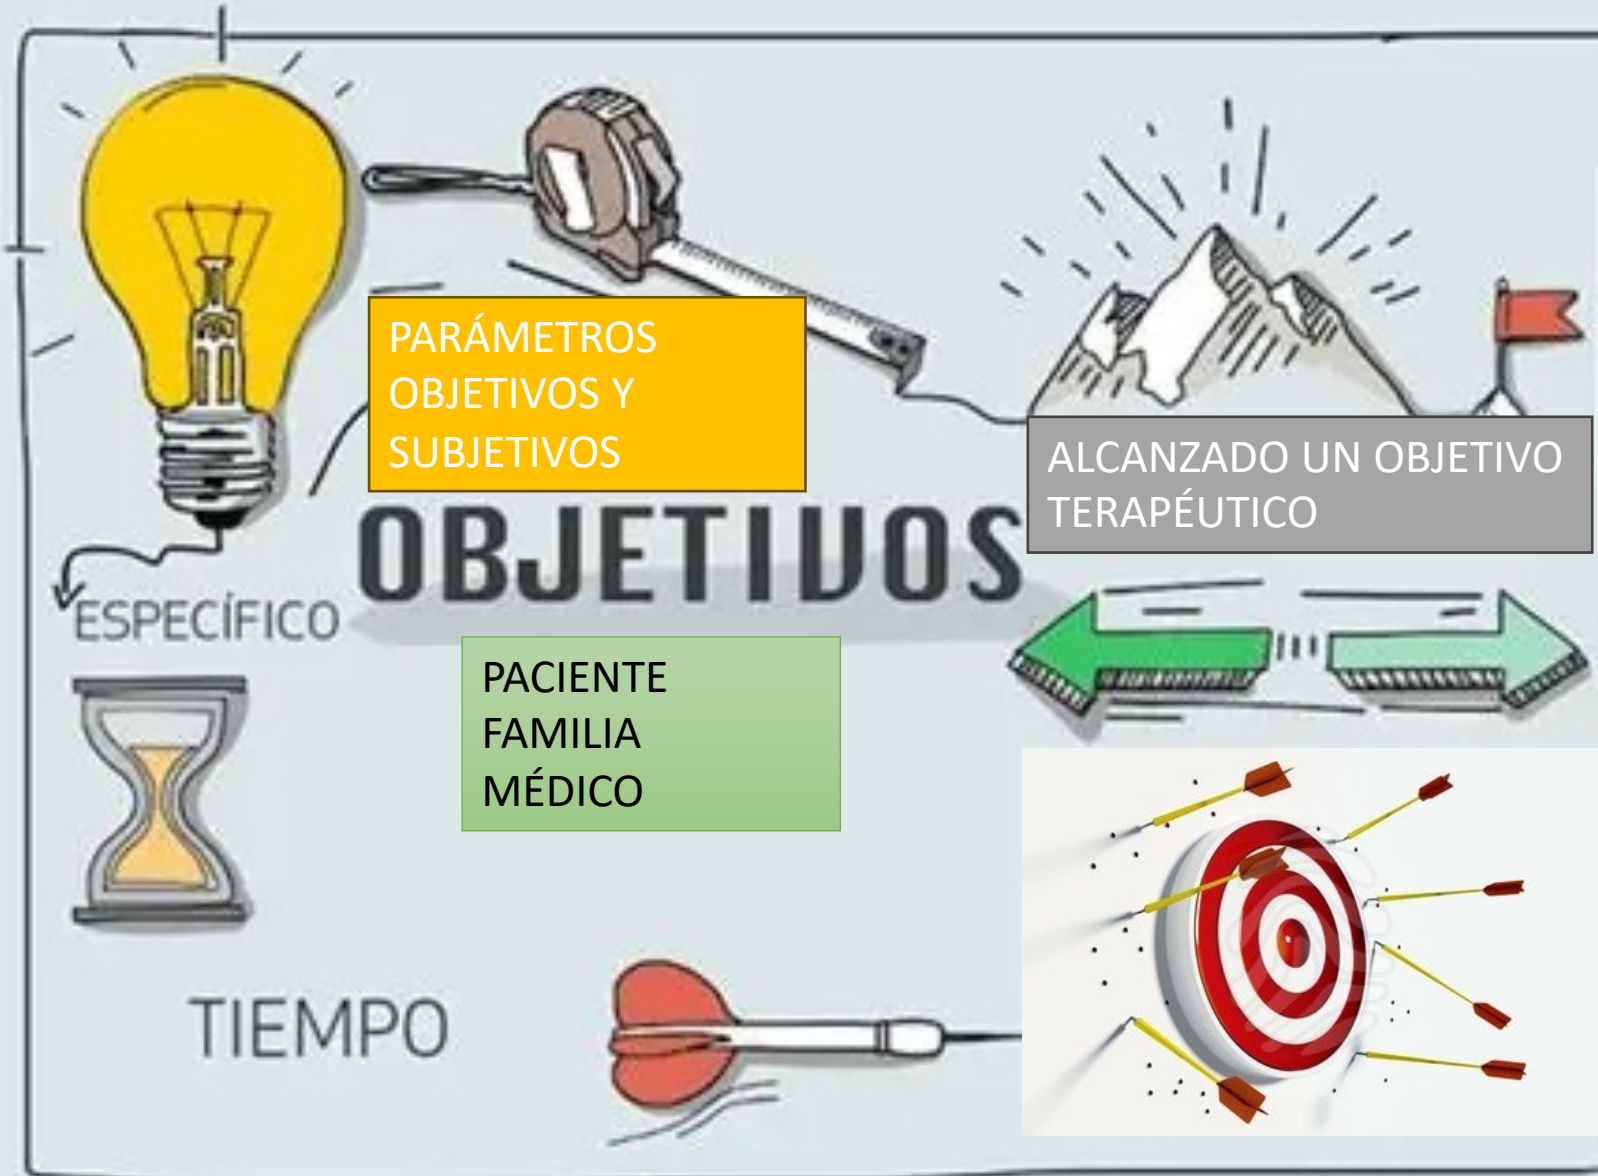 PARÁMETROS
OBJETIVOS Y
SUBJETIVOS
ALCANZADO UN OBJETIVO
TERAPÉUTICO
OBJETIVOS
ESPECÍFICO
PACIENTE
FAMILIA
MÉDICO
TIEMPO